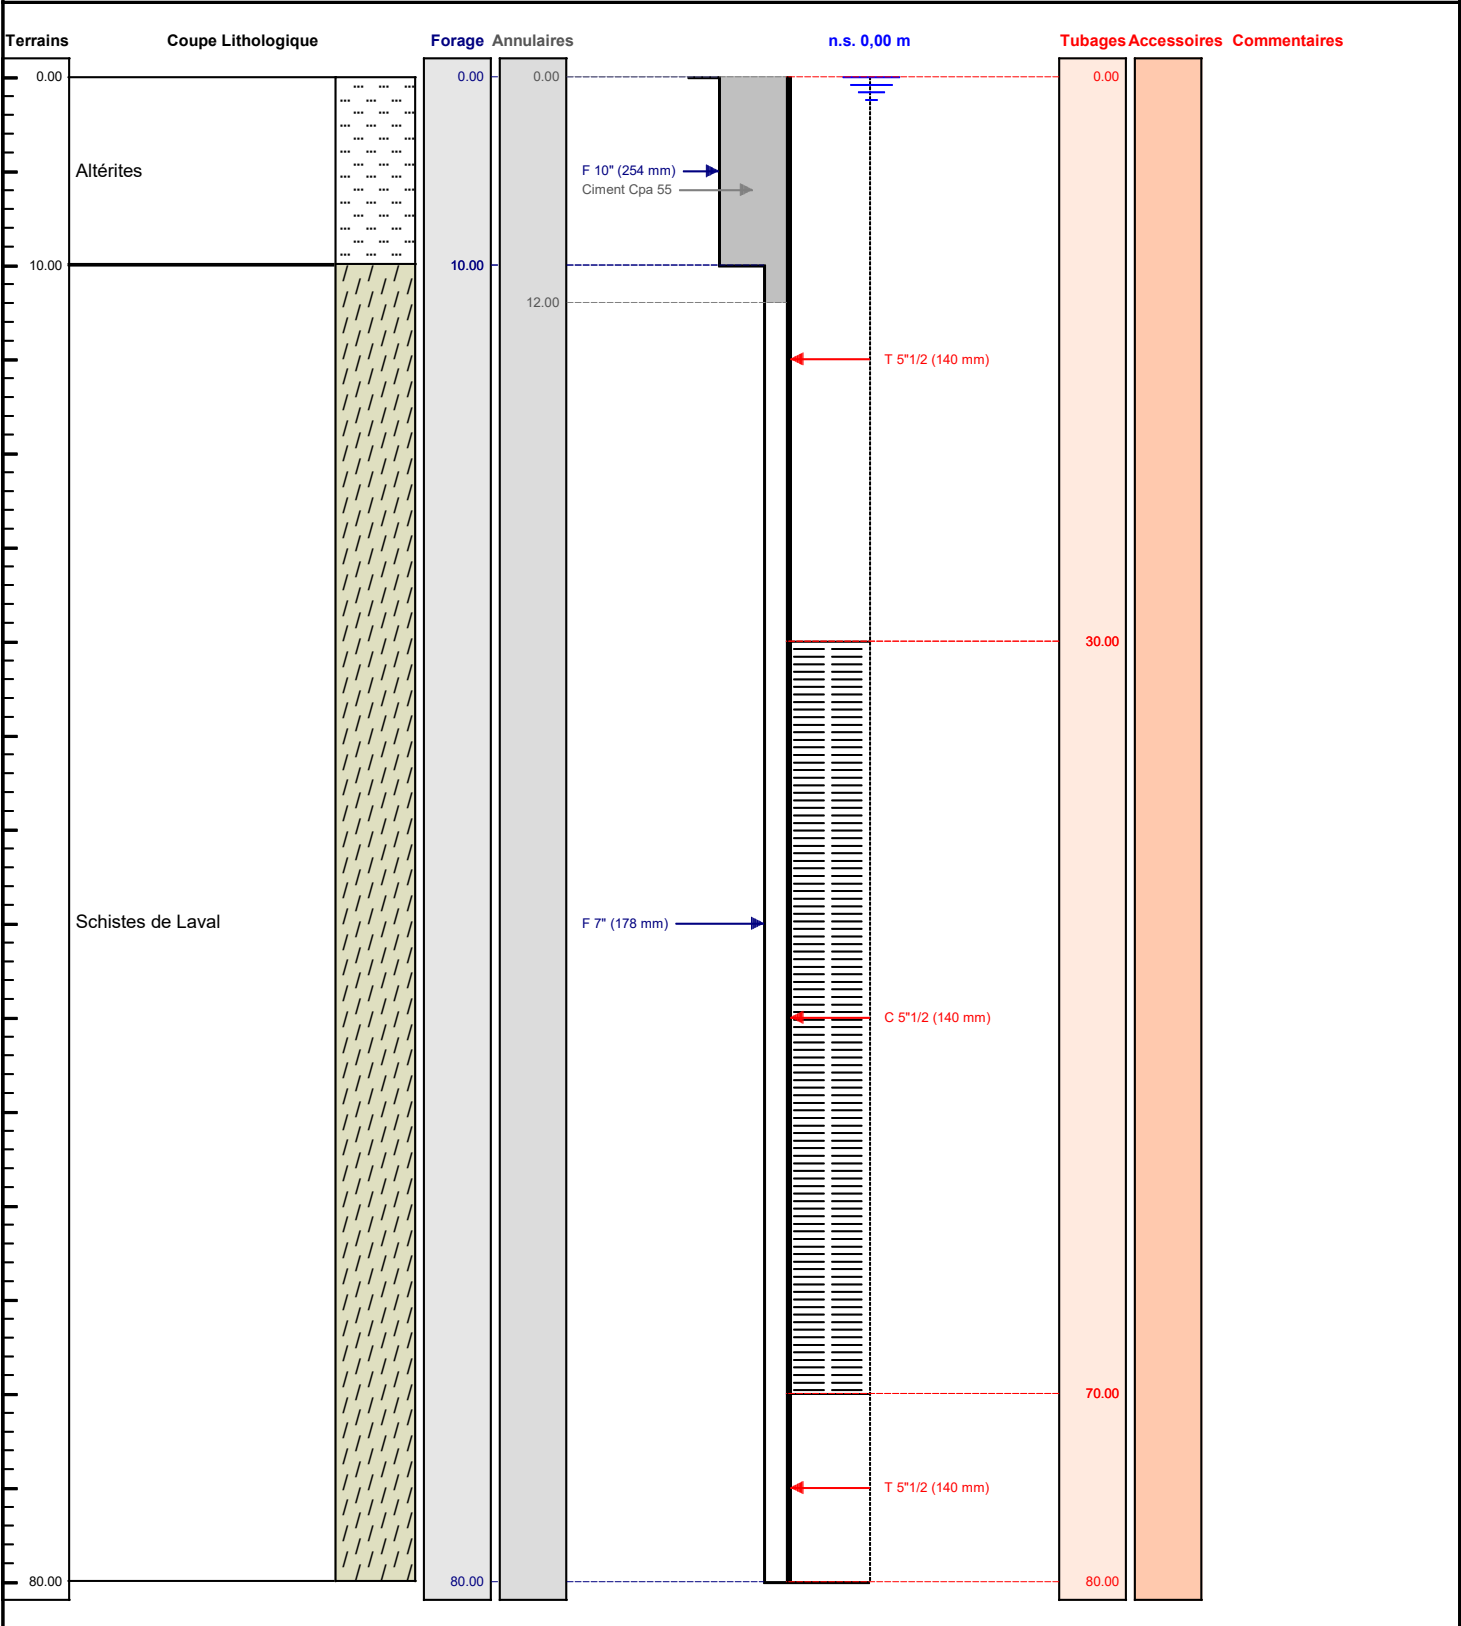 Terrains Coupe Lithologique Forage Annulaires n.s. 0,00 m Tubages Accessoires Commentaires
0.00 0.00 0.00 0.00
Altérites F 10" (254 mm)
Ciment Cpa 55
10.00 10.00
12.00
T 5"1/2 (140 mm)
30.00
Schistes de Laval F 7" (178 mm)
C 5"1/2 (140 mm)
70.00
T 5"1/2 (140 mm)
80.00 80.00 80.00